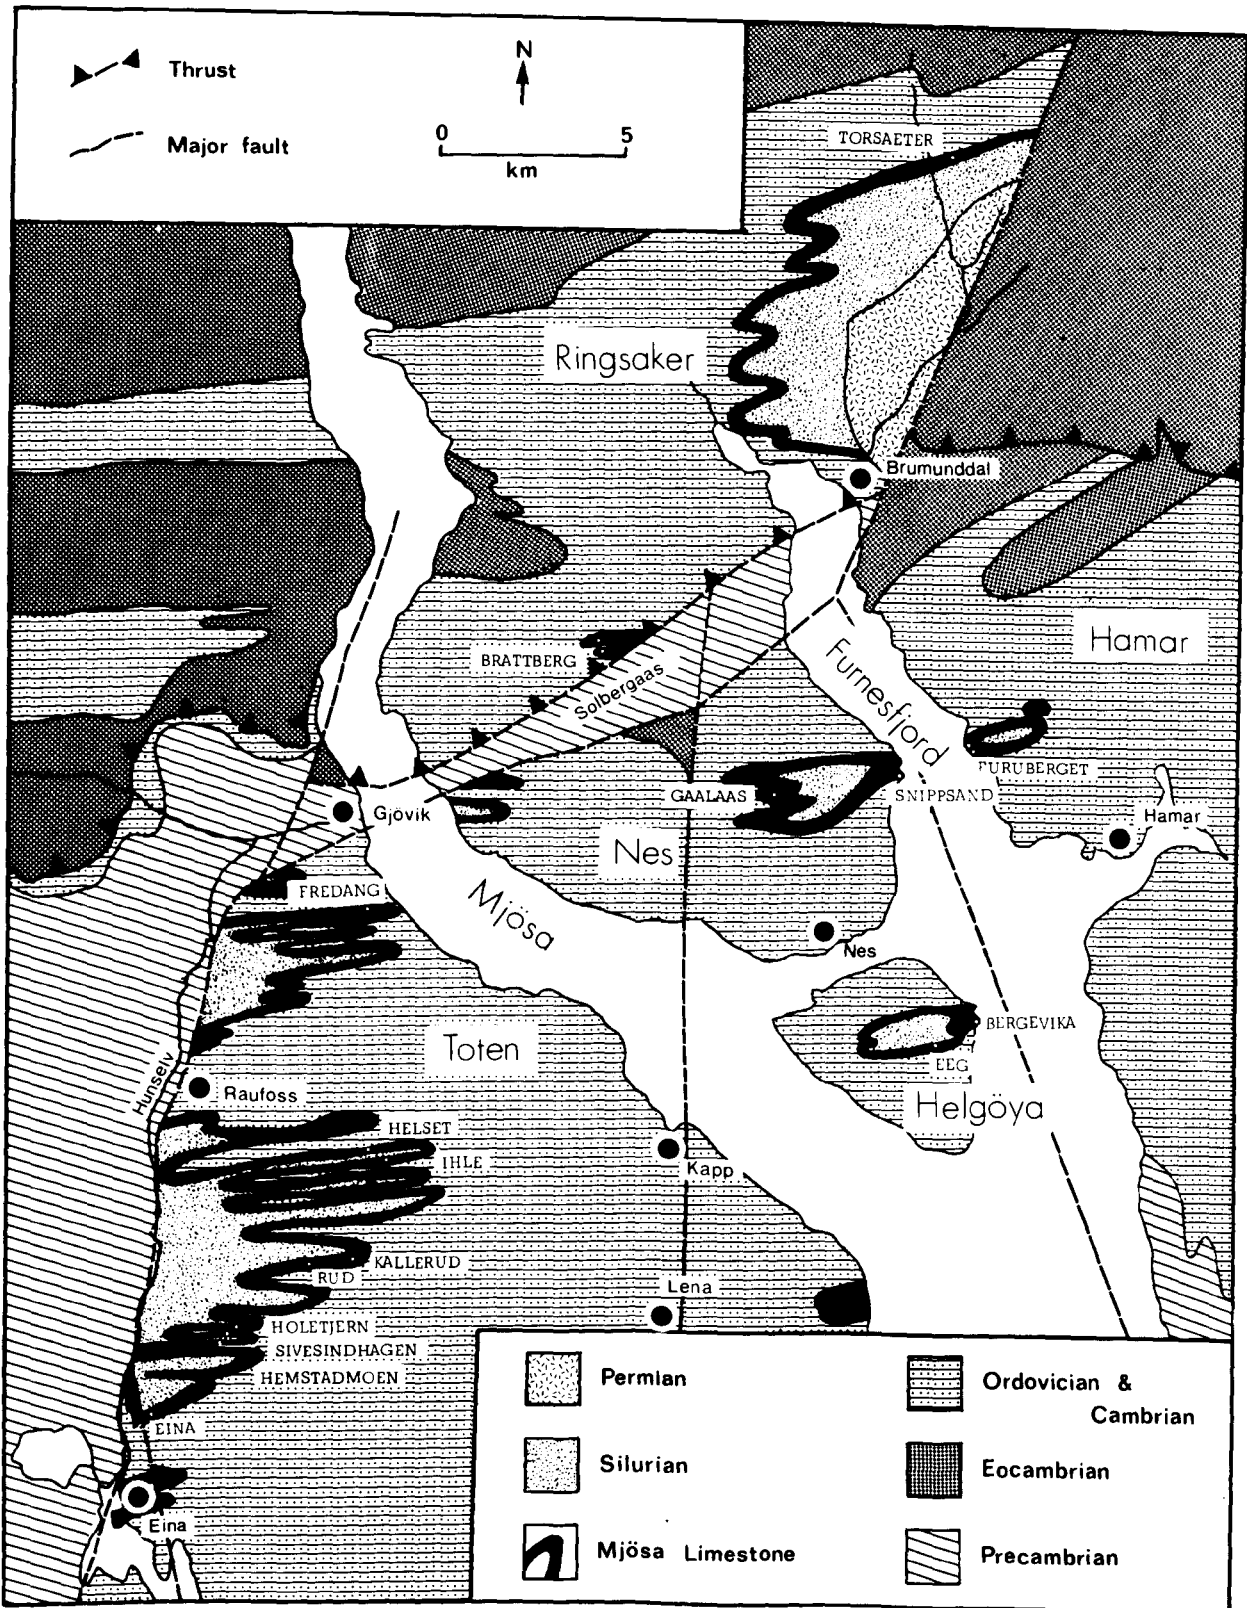 Thrust
Major fault
N
0 5
km
TORSAETER
Ringsaker
Brumunddal
Hamar
BRATTBERG
Solbergaas
Furnesfjord
FURUBERGET
GAALAAS
SNIPPSAND
Hamar
Gjövik
Nes
FREDANG
Mjösa
Nes
BERGEVIKA
EEG
Toten
Helgöya
Hunselv
Raufoss
HELSET
IHLE
Kapp
KALLERUD
RUD
Lena
HOLETJERN
SIVESINDHAGEN
HEMSTADMOEN
EINA
Eina
Permian
Silurian
Mjösa Limestone
Ordovician &
Cambrian
Eocambrian
Precambrian